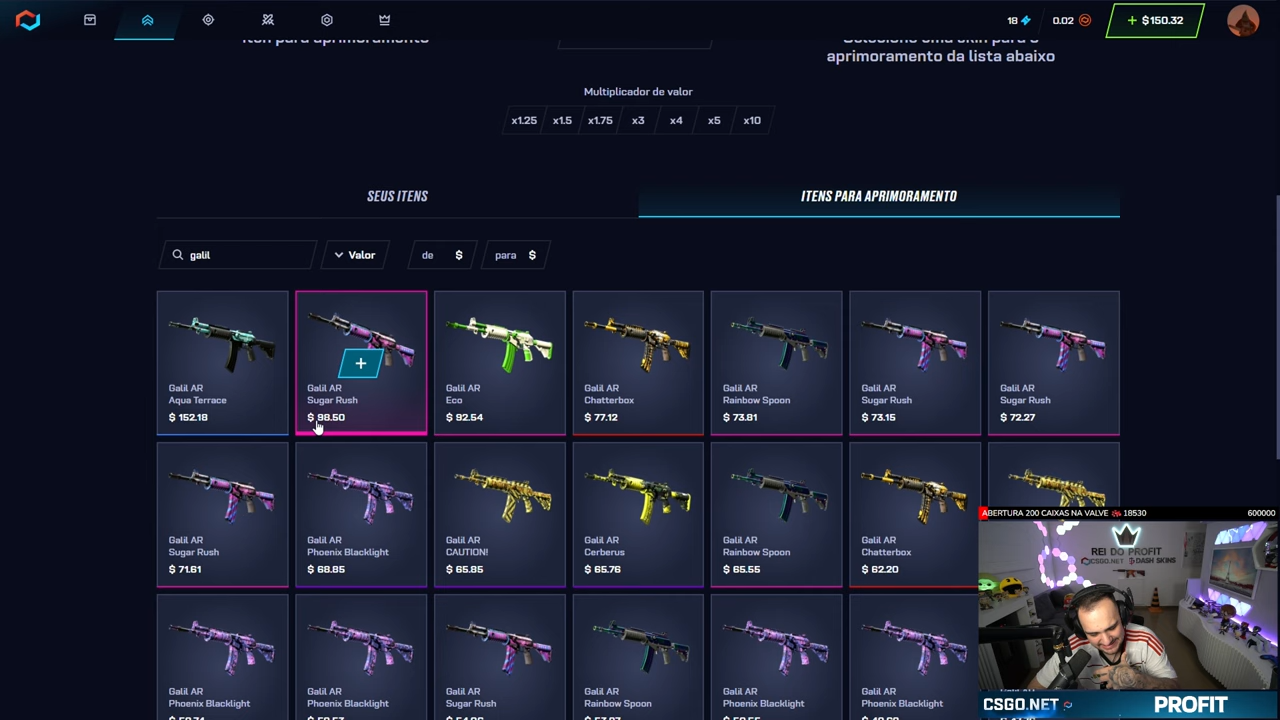 18
0.02
+ $150.32
Item para aprimoramento
Selecione uma skin para o
aprimoramento da lista abaixo
Multiplicador de valor
x1.25 x1.5 x1.75 x3 x4 x5 x10
SEUS ITENS
ITENS PARA APRIMORAMENTO
galil
Valor
de $
para $
Galil AR
Aqua Terrace
$ 152.18
Galil AR
Sugar Rush
$ 98.50
Galil AR
Eco
$ 92.54
Galil AR
Chatterbox
$ 77.12
Galil AR
Rainbow Spoon
$ 73.81
Galil AR
Sugar Rush
$ 73.15
Galil AR
Sugar Rush
$ 72.27
Galil AR
Sugar Rush
$ 71.61
Galil AR
Phoenix Blacklight
$ 68.85
Galil AR
CAUTION!
$ 65.85
Galil AR
Cerberus
$ 65.76
Galil AR
Rainbow Spoon
$ 65.55
Galil AR
Chatterbox
$ 62.20
ABERTURA 200 CAIXAS NA VALVE 18530
600000
REI DO PROFIT
CSGO.NET DASH SKINS
Galil AR
Phoenix Blacklight
Galil AR
Phoenix Blacklight
Galil AR
Sugar Rush
Galil AR
Rainbow Spoon
Galil AR
Phoenix Blacklight
Galil AR
Phoenix Blacklight
CSGO.NET
PROFIT